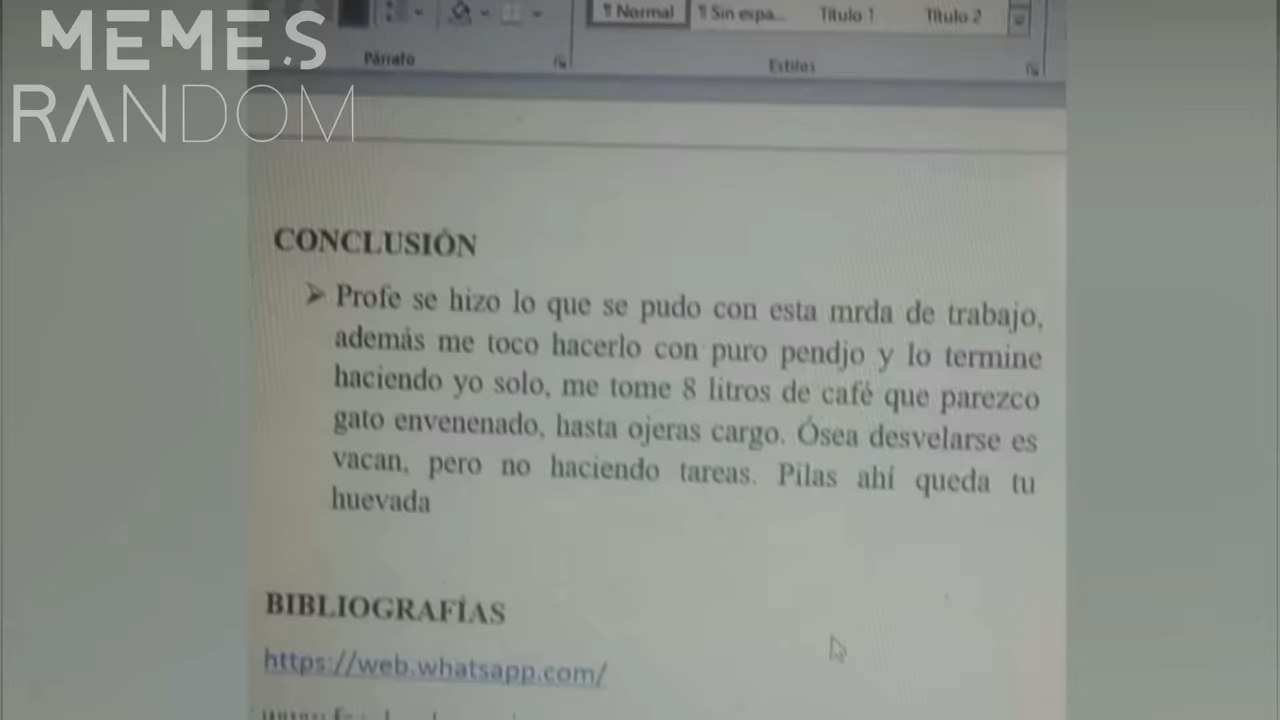 MEMES
RANDOM
¶ Normal ¶ Sin espa... Título 1 Título 2
Párrafo Estilos
CONCLUSIÓN
➤ Profe se hizo lo que se pudo con esta mrda de trabajo,
además me toco hacerlo con puro pendjo y lo termine
haciendo yo solo, me tome 8 litros de café que parezco
gato envenenado, hasta ojeras cargo. Ósea desvelarse es
vacan, pero no haciendo tareas. Pilas ahí queda tu
huevada
BIBLIOGRAFÍAS
https://web.whatsapp.com/